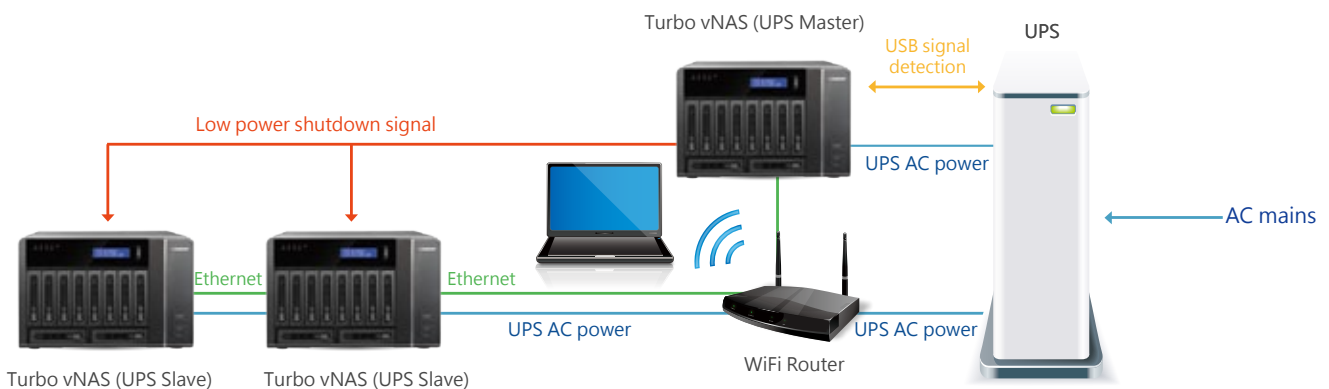 Turbo vNAS (UPS Master)
UPS
USB signal
detection
Low power shutdown signal
UPS AC power
AC mains
Ethernet
Ethernet
UPS AC power
UPS AC power
WiFi Router
Turbo vNAS (UPS Slave)
Turbo vNAS (UPS Slave)